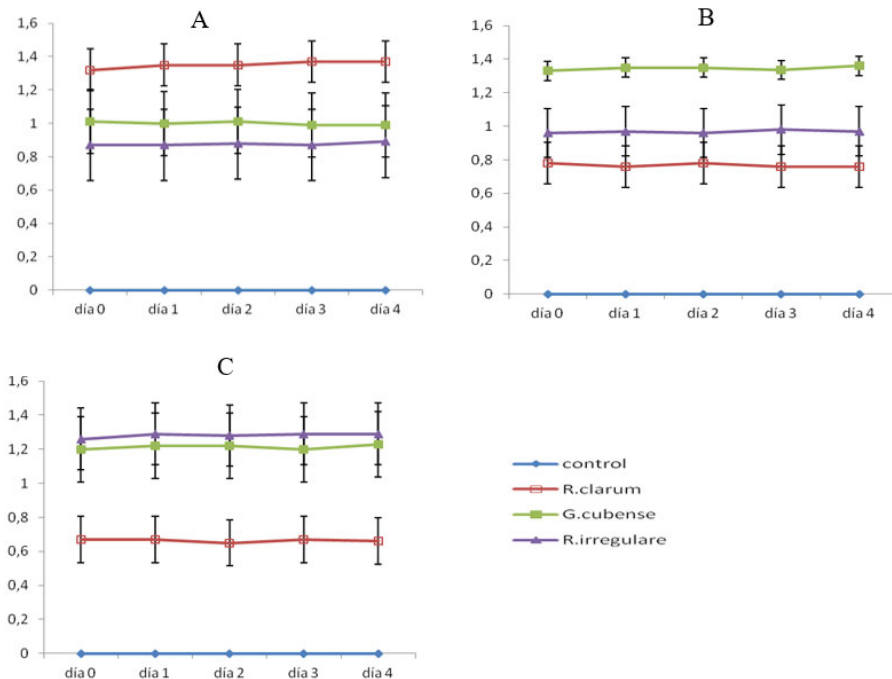 A
1,6
1,4
1,2
1
0,8
0,6
0,4
0,2
0
día 0 día 1 día 2 día 3 día 4
B
1,6
1,4
1,2
1
0,8
0,6
0,4
0,2
0
día 0 día 1 día 2 día 3 día 4
C
1,6
1,4
1,2
1
0,8
0,6
0,4
0,2
0
día 0 día 1 día 2 día 3 día 4
control
R.clarum
G.cubense
R.irregulare